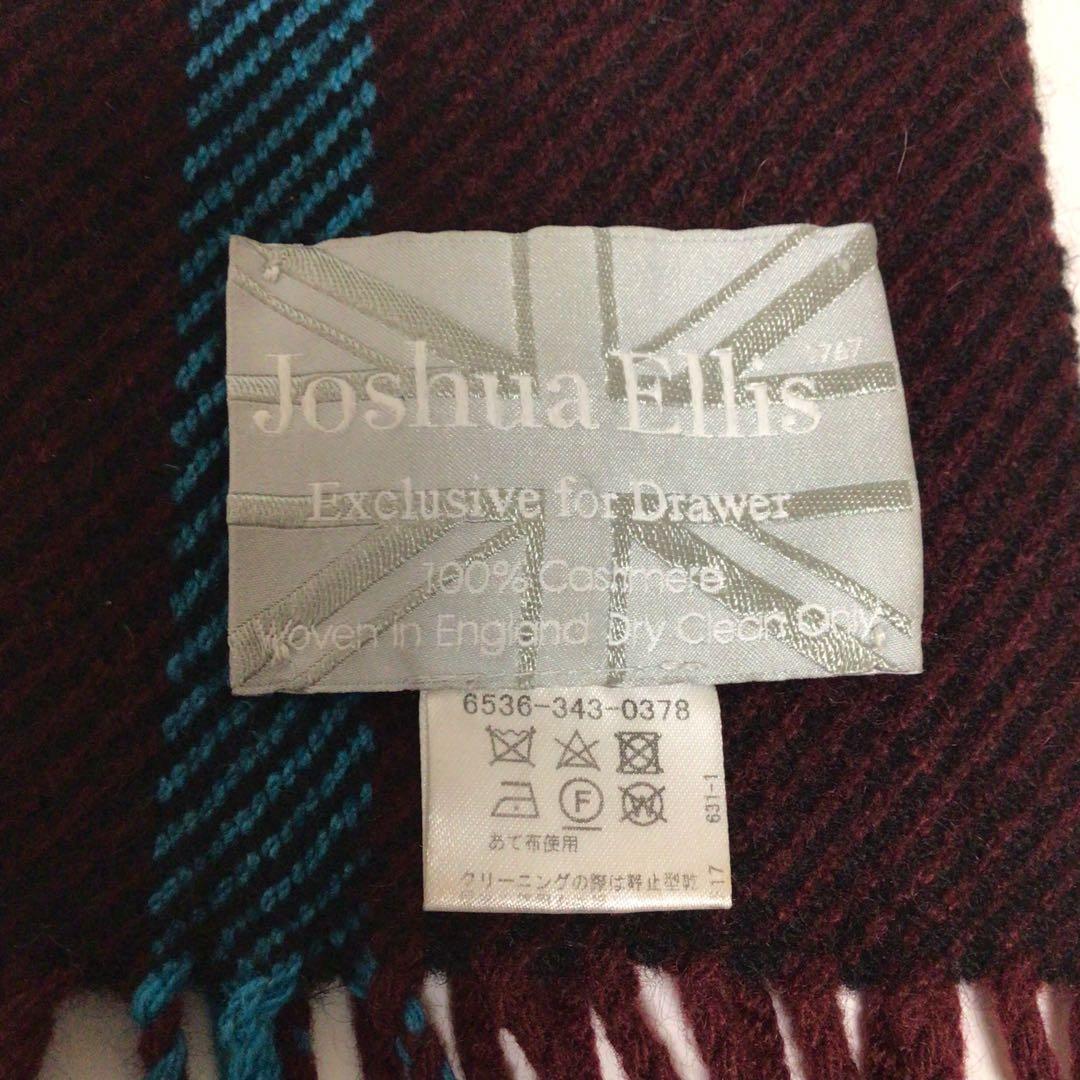 Joshua Ellis 1767
Exclusive for Drawer
100% Cashmere
Woven in England Dry Clean Only
6536-343-0378
F W
あて布使用
クリーニングの際は静止型乾
631-1
17